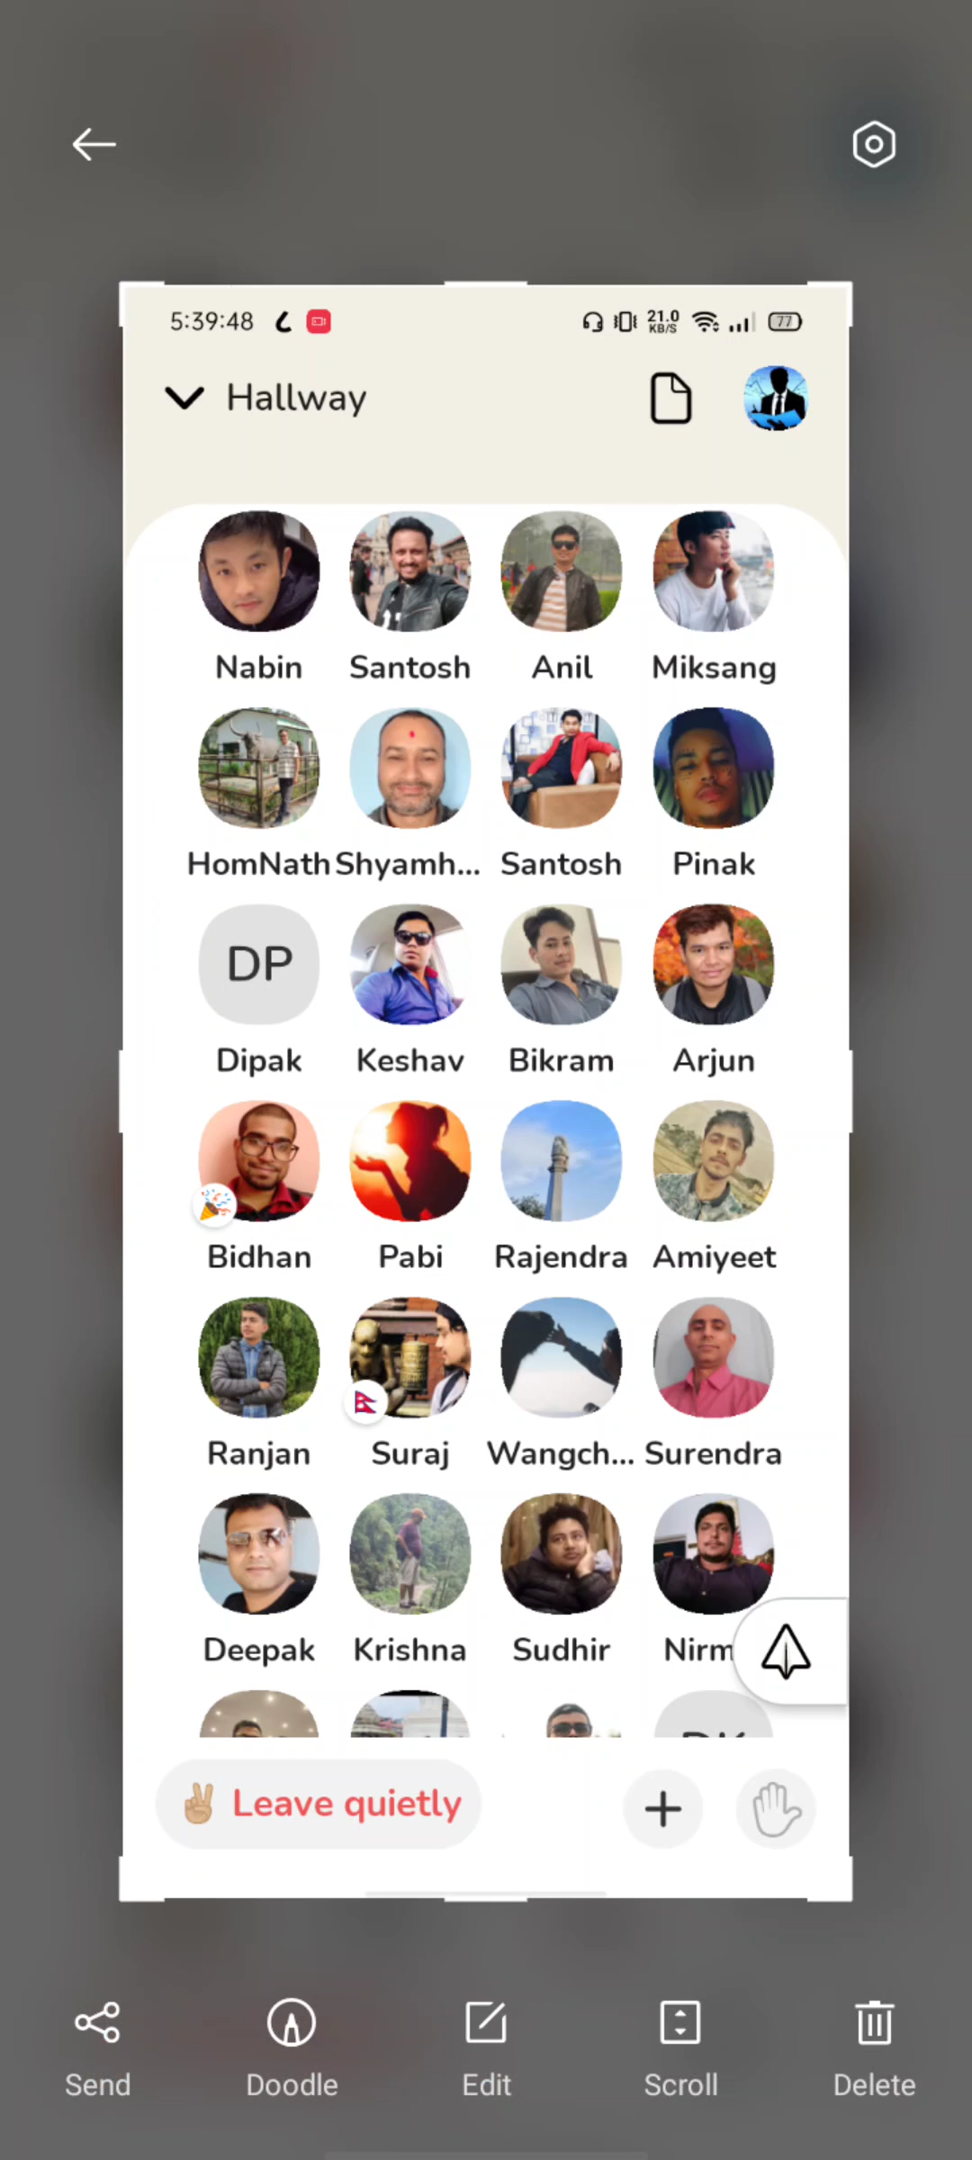 5:39:48
21.0
KB/S
77
Hallway
Nabin Santosh Anil Miksang
HomNath Shyamh... Santosh Pinak
DP
Dipak Keshav Bikram Arjun
Bidhan Pabi Rajendra Amiyeet
Ranjan Suraj Wangch... Surendra
Deepak Krishna Sudhir Nirm
Leave quietly
Send Doodle Edit Scroll Delete